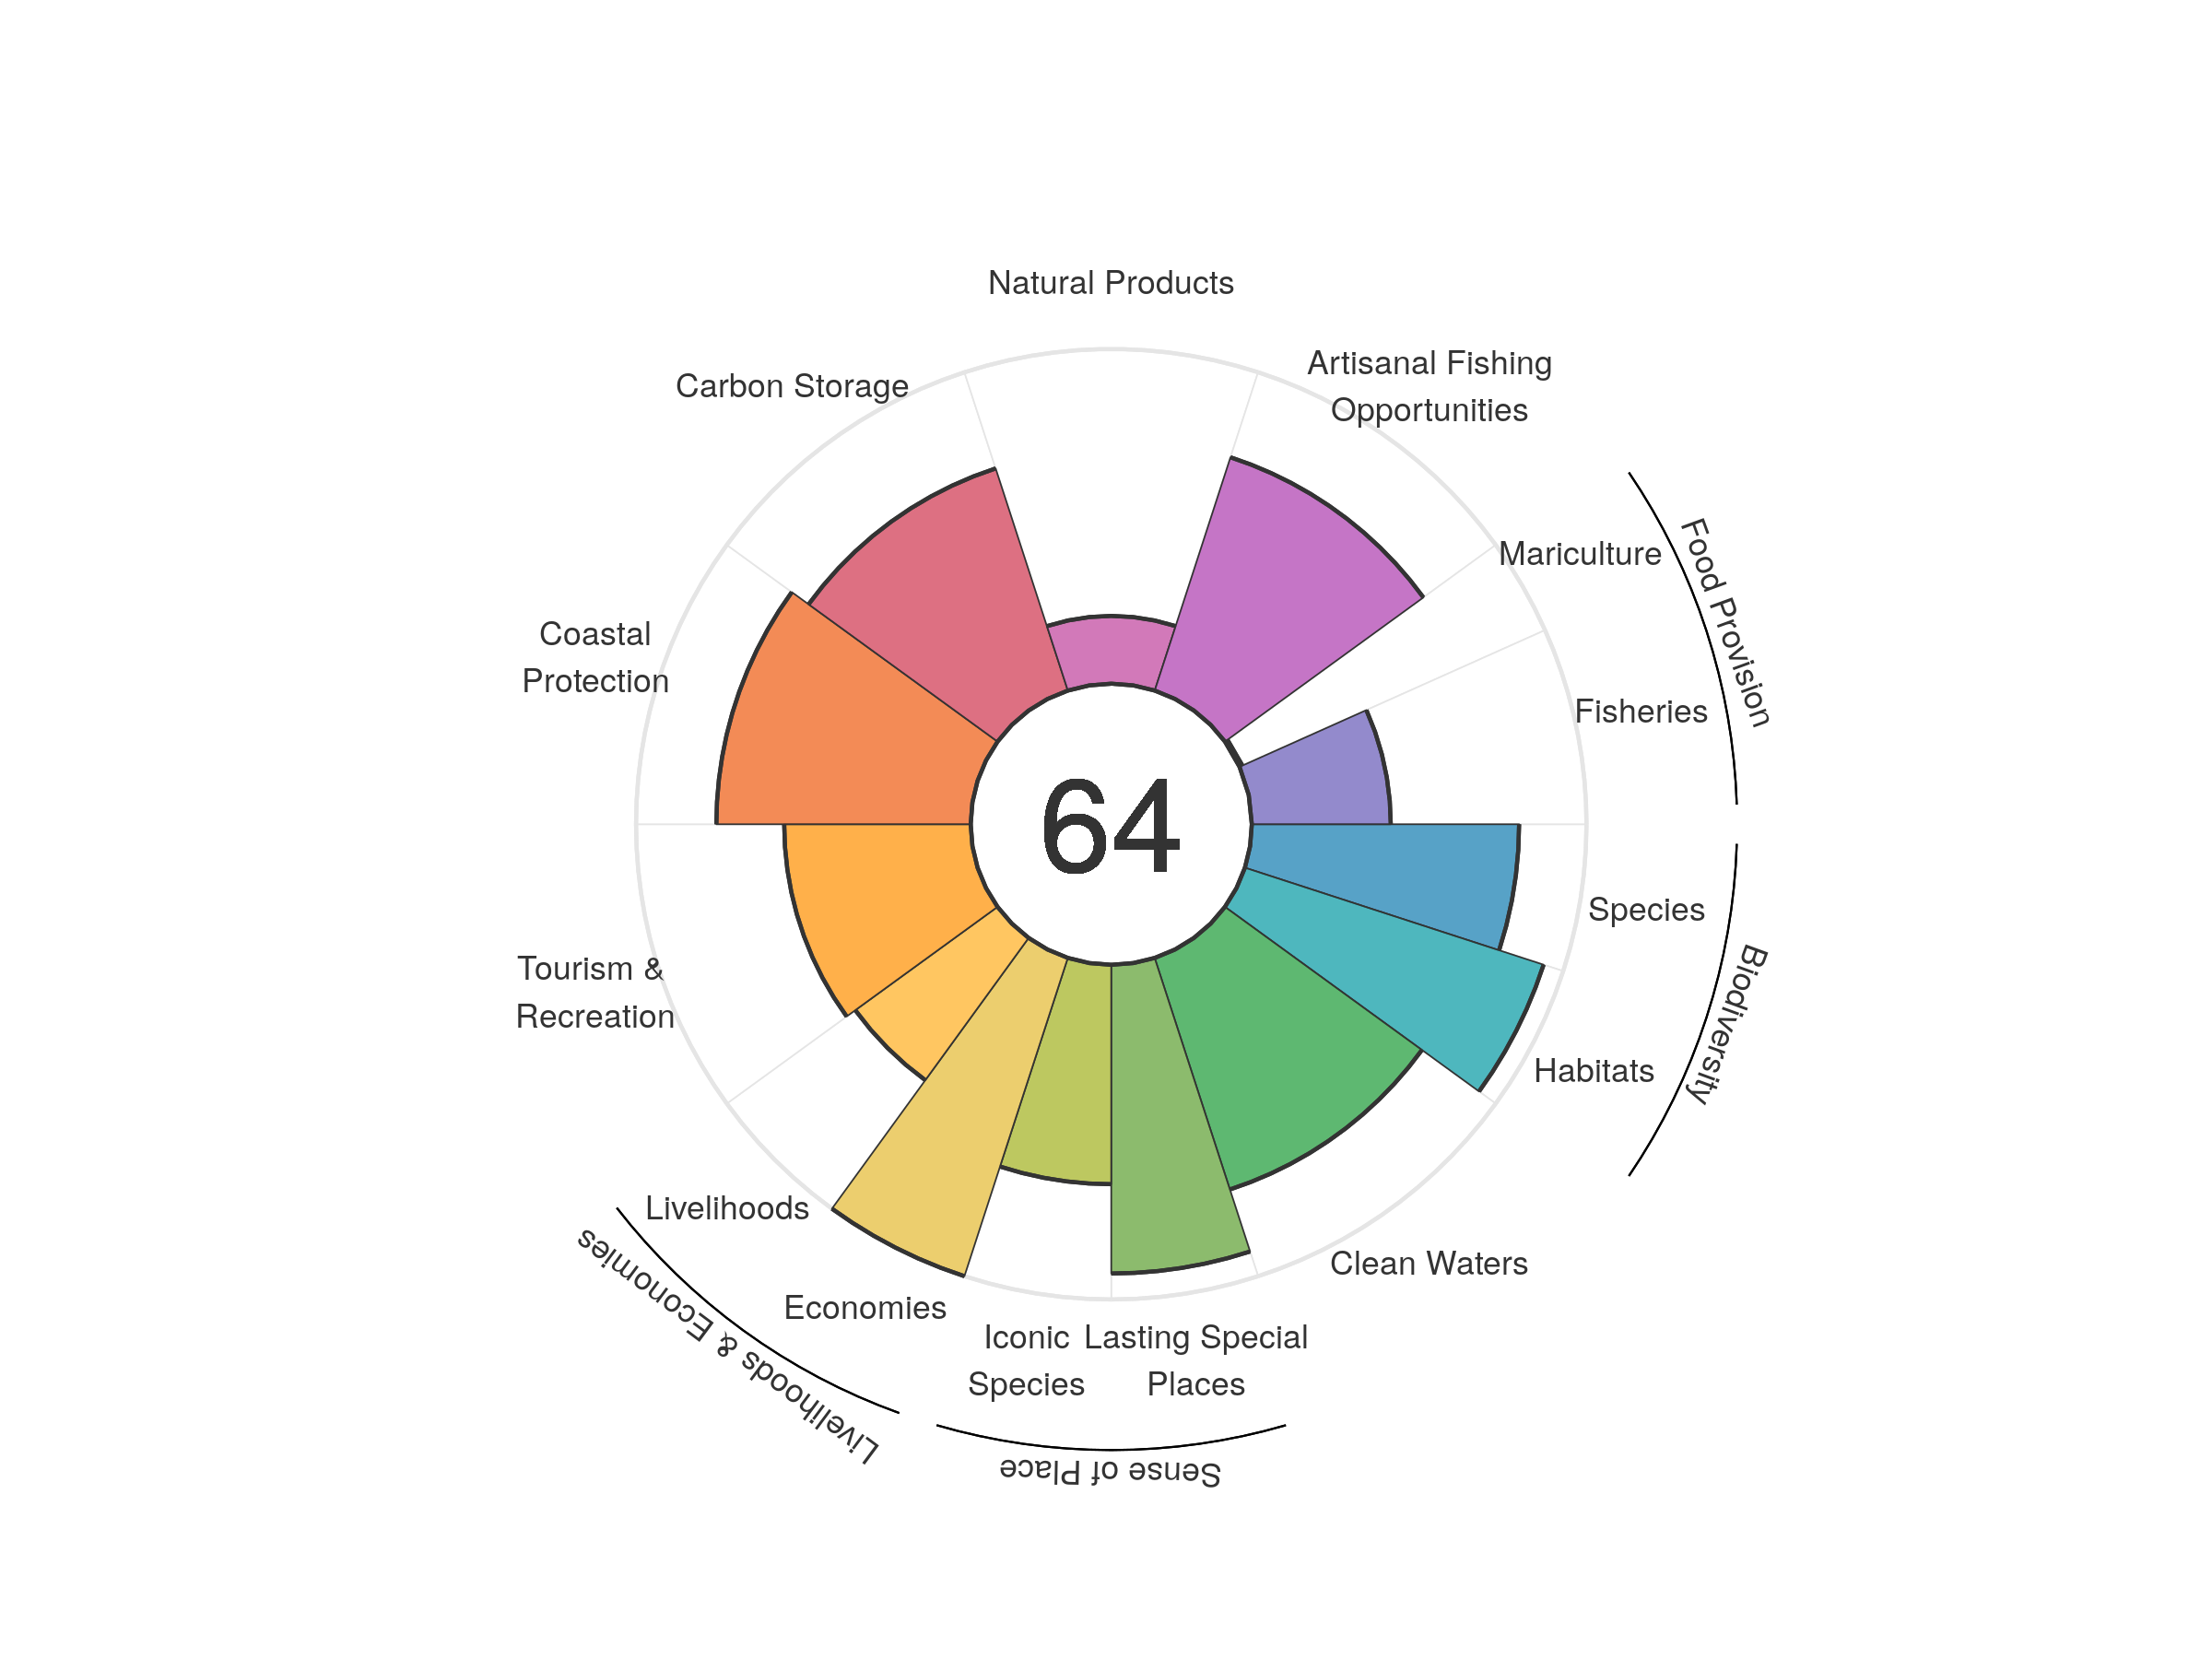 Natural Products
Artisanal Fishing
Opportunities
Carbon Storage
Mariculture
Food Provision
Coastal
Protection
Fisheries
64
Species
Biodiversity
Tourism &
Recreation
Habitats
Livelihoods
Clean Waters
Economies
Livelihoods & Economies
Iconic
Species
Lasting Special
Places
Sense of Place